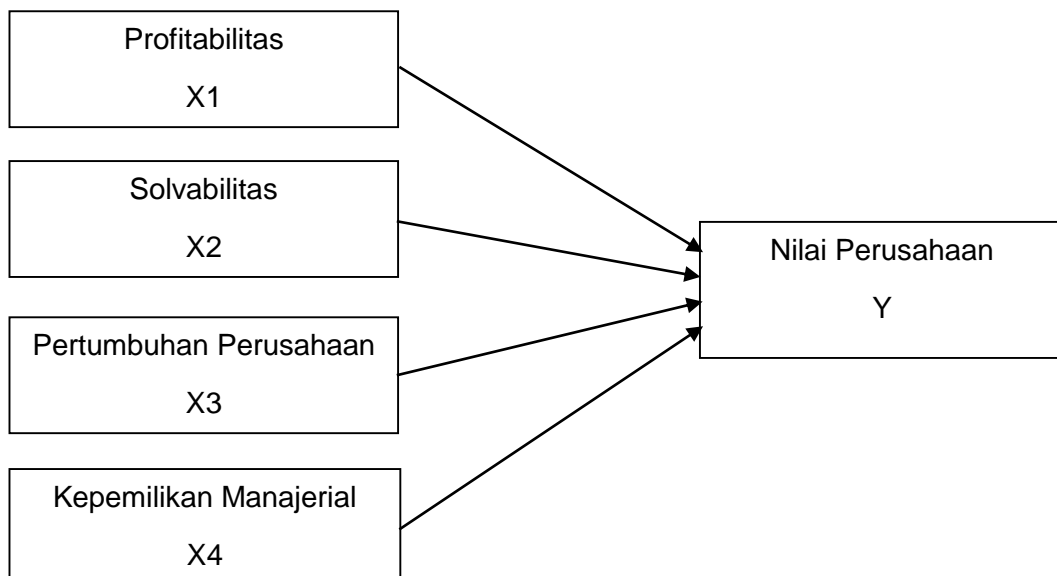 Profitabilitas
X1
Solvabilitas
X2
Pertumbuhan Perusahaan
X3
Kepemilikan Manajerial
X4
Nilai Perusahaan
Y